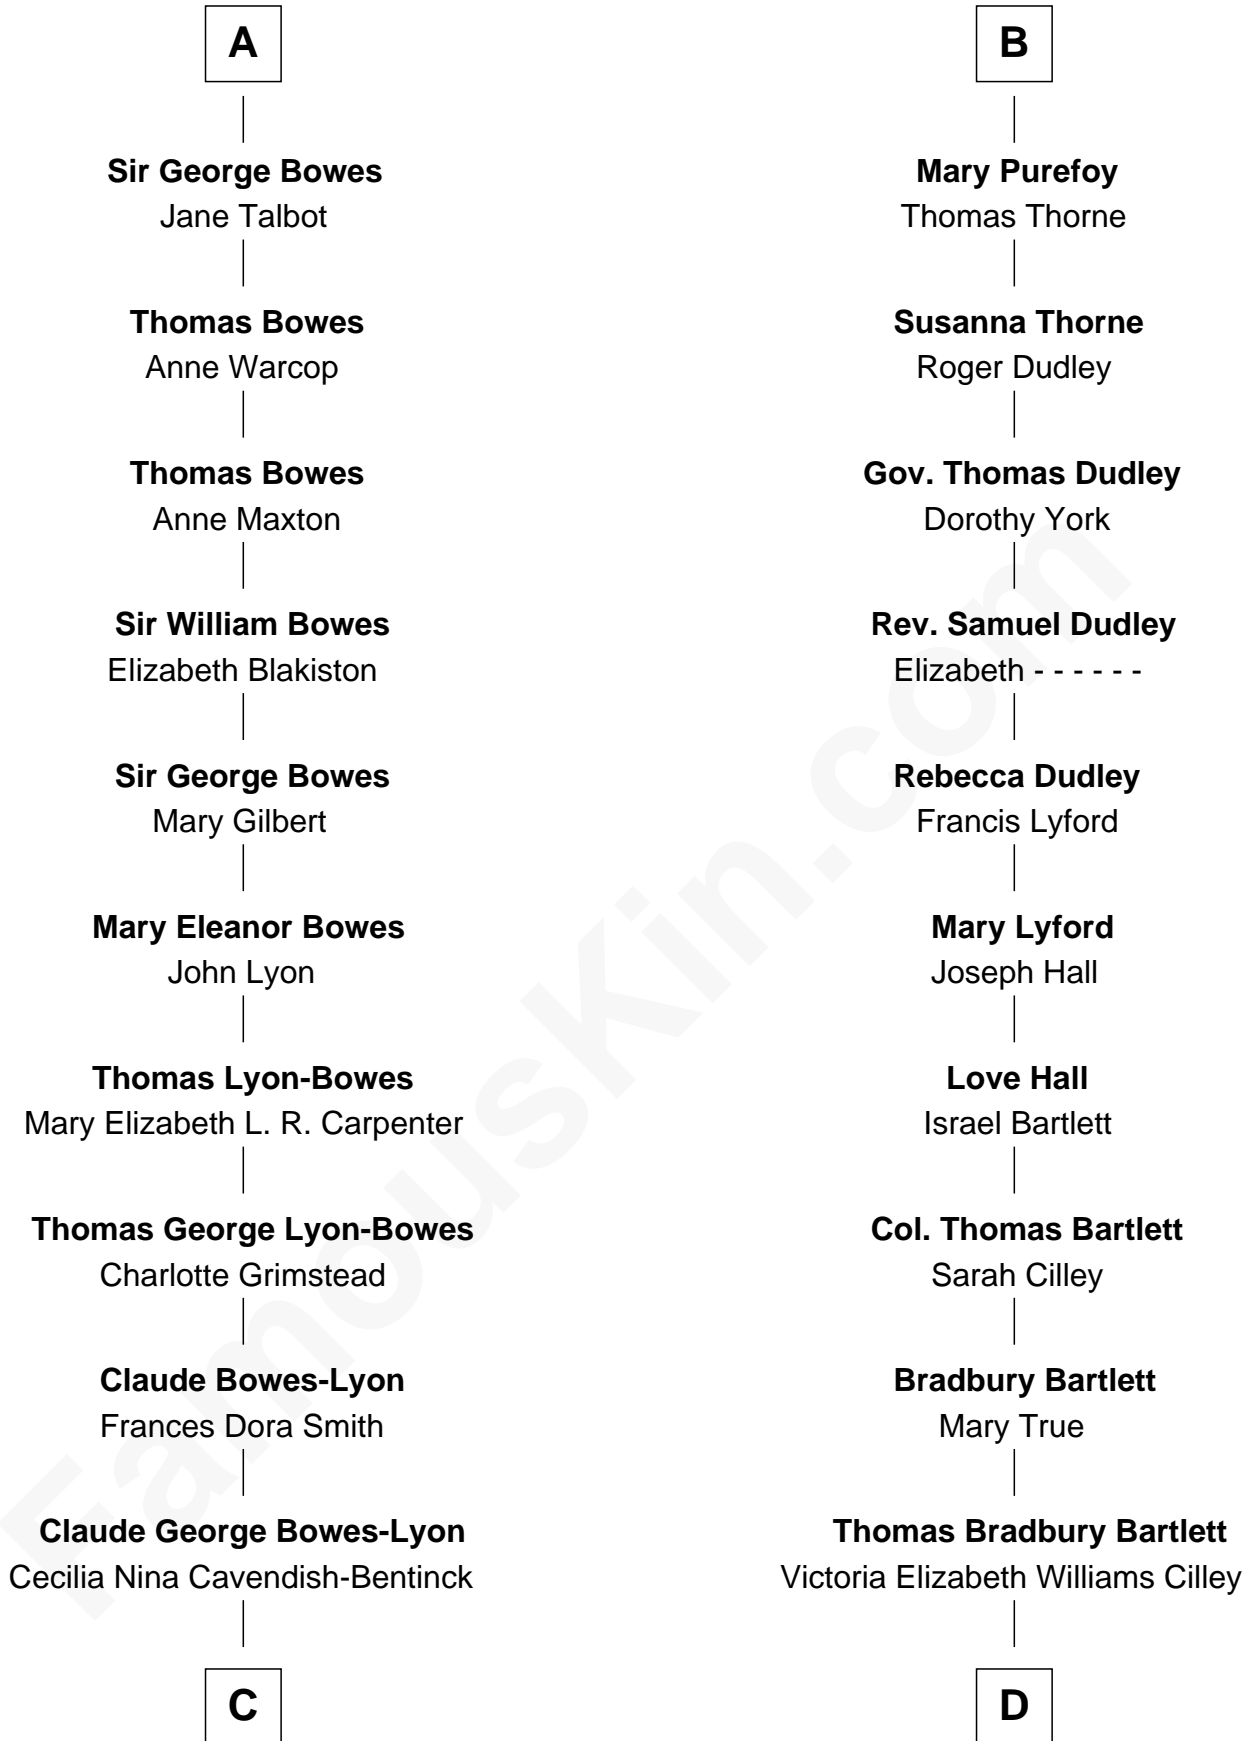 A
Sir George Bowes
Jane Talbot
Thomas Bowes
Anne Warcop
Thomas Bowes
Anne Maxton
Sir William Bowes
Elizabeth Blakiston
Sir George Bowes
Mary Gilbert
Mary Eleanor Bowes
John Lyon
Thomas Lyon-Bowes
Mary Elizabeth L. R. Carpenter
Thomas George Lyon-Bowes
Charlotte Grimstead
Claude Bowes-Lyon
Frances Dora Smith
Claude George Bowes-Lyon
Cecilia Nina Cavendish-Bentinck
C
B
Mary Purefoy
Thomas Thorne
Susanna Thorne
Roger Dudley
Gov. Thomas Dudley
Dorothy York
Rev. Samuel Dudley
Elizabeth - - - - - -
Rebecca Dudley
Francis Lyford
Mary Lyford
Joseph Hall
Love Hall
Israel Bartlett
Col. Thomas Bartlett
Sarah Cilley
Bradbury Bartlett
Mary True
Thomas Bradbury Bartlett
Victoria Elizabeth Williams Cilley
D
FamousKin.com